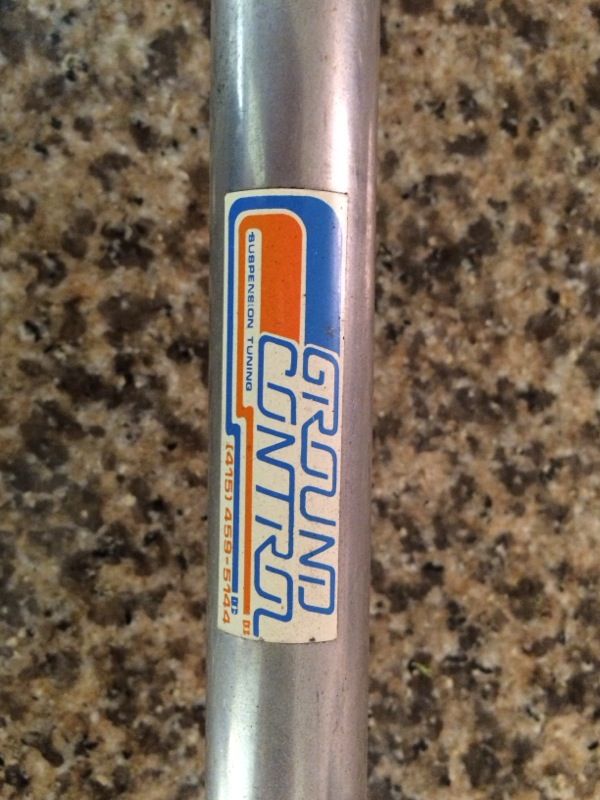 GROUND
CONTROL
SUSPENSION TUNING
(415) 459-5144